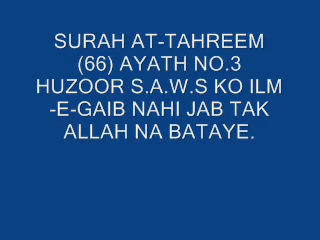 SURAH AT-TAHREEM
(66) AYATH NO.3
HUZOOR S.A.W.S KO ILM
-E-GAIB NAHI JAB TAK
ALLAH NA BATAYE.